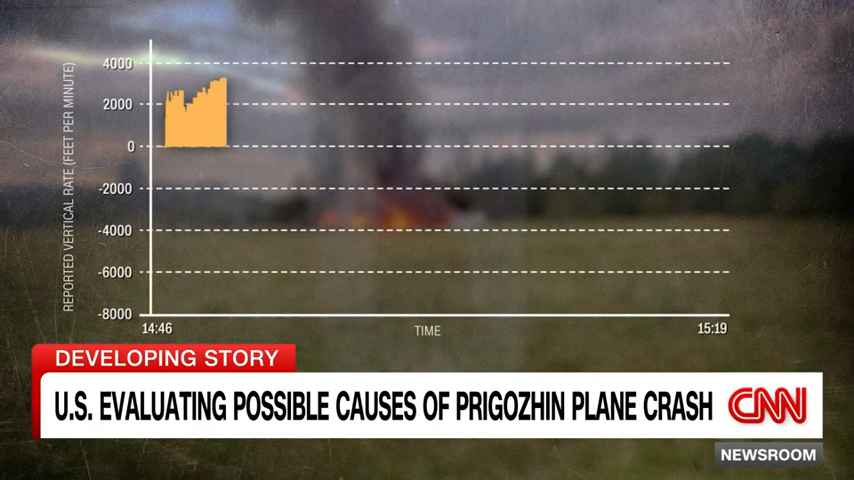 4000
2000
0
-2000
-4000
-6000
-8000
REPORTED VERTICAL RATE (FEET PER MINUTE)
14:46
TIME
15:19
DEVELOPING STORY
U.S. EVALUATING POSSIBLE CAUSES OF PRIGOZHIN PLANE CRASH
CNN
NEWSROOM